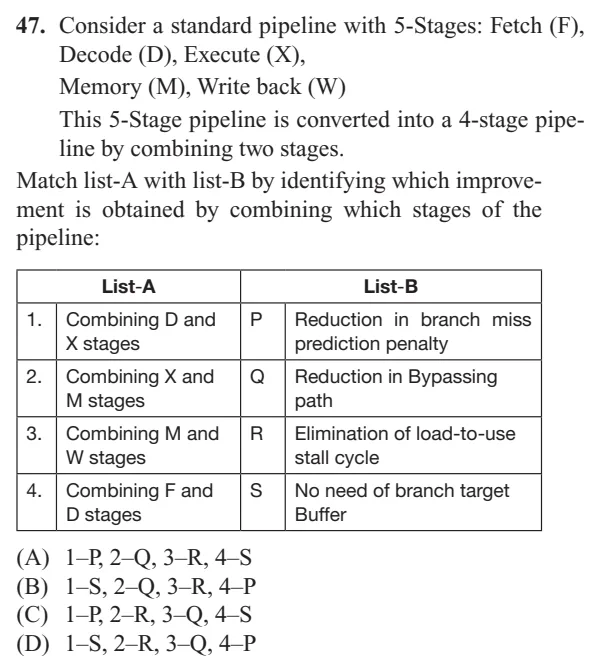 47. Consider a standard pipeline with 5-Stages: Fetch (F),
Decode (D), Execute (X),
Memory (M), Write back (W)
This 5-Stage pipeline is converted into a 4-stage pipe-
line by combining two stages.
Match list-A with list-B by identifying which improve-
ment is obtained by combining which stages of the
pipeline:
List-A List-B
1. Combining D and P Reduction in branch miss
X stages prediction penalty
2. Combining X and Q Reduction in Bypassing
M stages path
3. Combining M and R Elimination of load-to-use
W stages stall cycle
4. Combining F and S No need of branch target
D stages Buffer
(A) 1–P, 2–Q, 3–R, 4–S
(B) 1–S, 2–Q, 3–R, 4–P
(C) 1–P, 2–R, 3–Q, 4–S
(D) 1–S, 2–R, 3–Q, 4–P